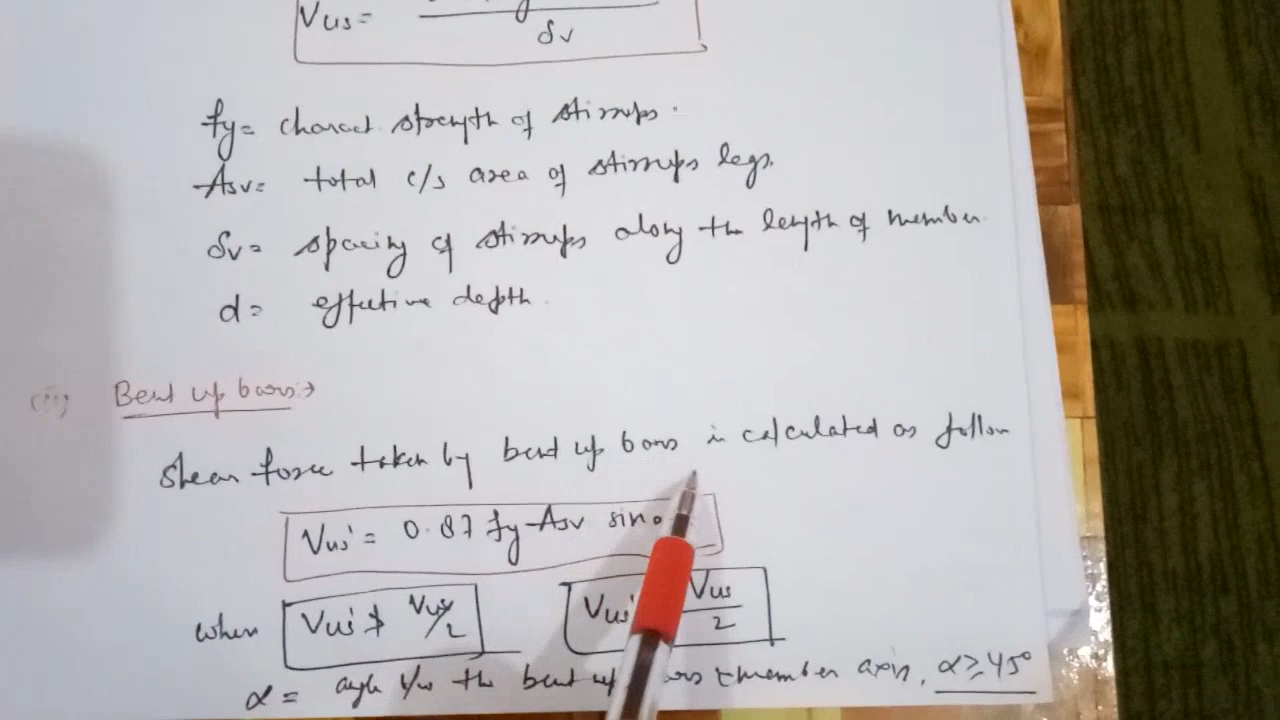 Vus =
Sv
fy = charact. strength of stirrups.
Asv = total c/s area of stirrups legs.
Sv = spacing of stirrups along the length of member.
d = effective depth.
(ii) Bent up bars →
Shear force taken by bent up bars is calculated as follow
Vus' = 0.87 fy Asv sin
when Vus' ≯ Vus/2 Vus' Vus/2
α = angle b/w the bent up bars & member axis, α ≥ 45°